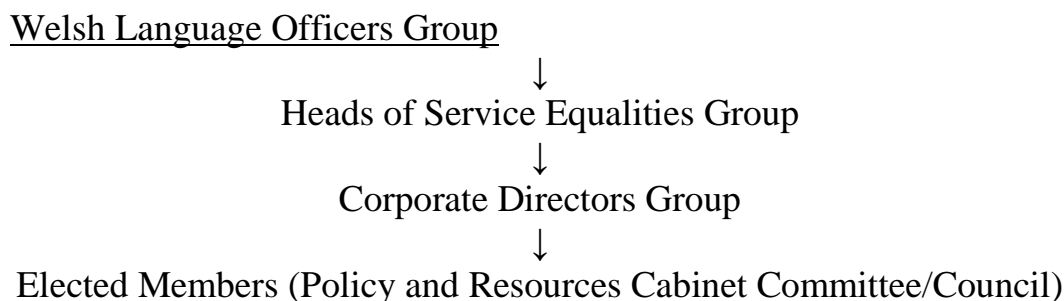 Welsh Language Officers Group
↓
Heads of Service Equalities Group
↓
Corporate Directors Group
↓
Elected Members (Policy and Resources Cabinet Committee/Council)